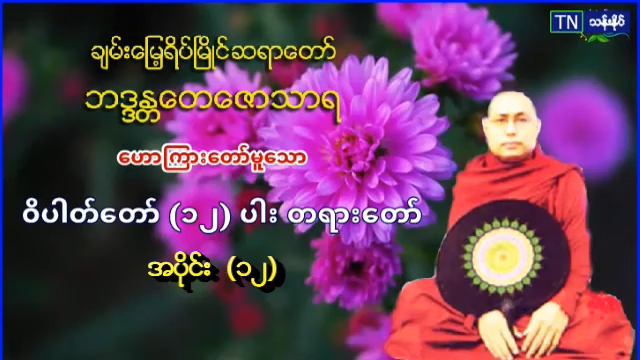 TN သန်းနိုင်
ချမ်းမြေ့ရိပ်မြိုင်ဆရာတော်
ဘဒ္ဒန္တတေဇောသာရ
ဟောကြားတော်မူသော
ဝိပါတ်တော် (၁၂) ပါး တရားတော်
အပိုင်း (၁၂)